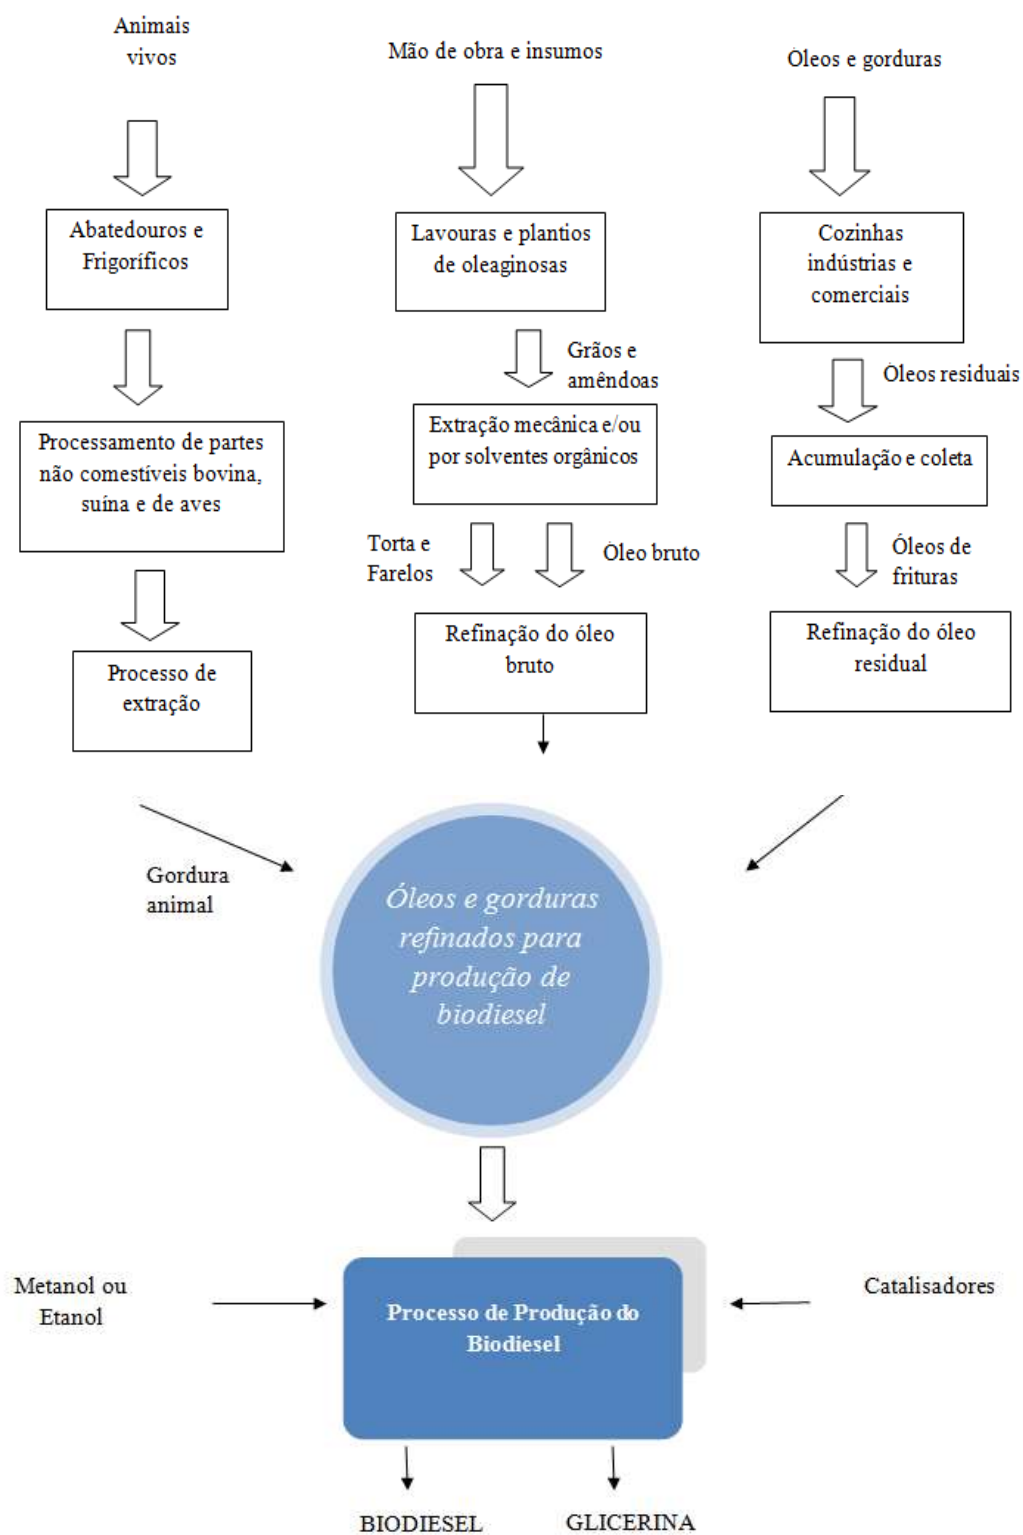 Animais
vivos
Mão de obra e insumos
Óleos e gorduras
Abatedouros e
Frigoríficos
Lavouras e plantios
de oleaginosas
Cozinhas
indústrias e
comerciais
Grãos e
amêndoas
Óleos residuais
Processamento de partes
não comestíveis bovina,
suína e de aves
Extração mecânica e/ou
por solventes orgânicos
Acumulação e coleta
Torta e
Farelos
Óleo bruto
Óleos de
frituras
Processo de
extração
Refinação do óleo
bruto
Refinação do óleo
residual
Gordura
animal
Óleos e gorduras
refinados para
produção de
biodiesel
Metanol ou
Etanol
Processo de Produção do
Biodiesel
Catalisadores
BIODIESEL
GLICERINA